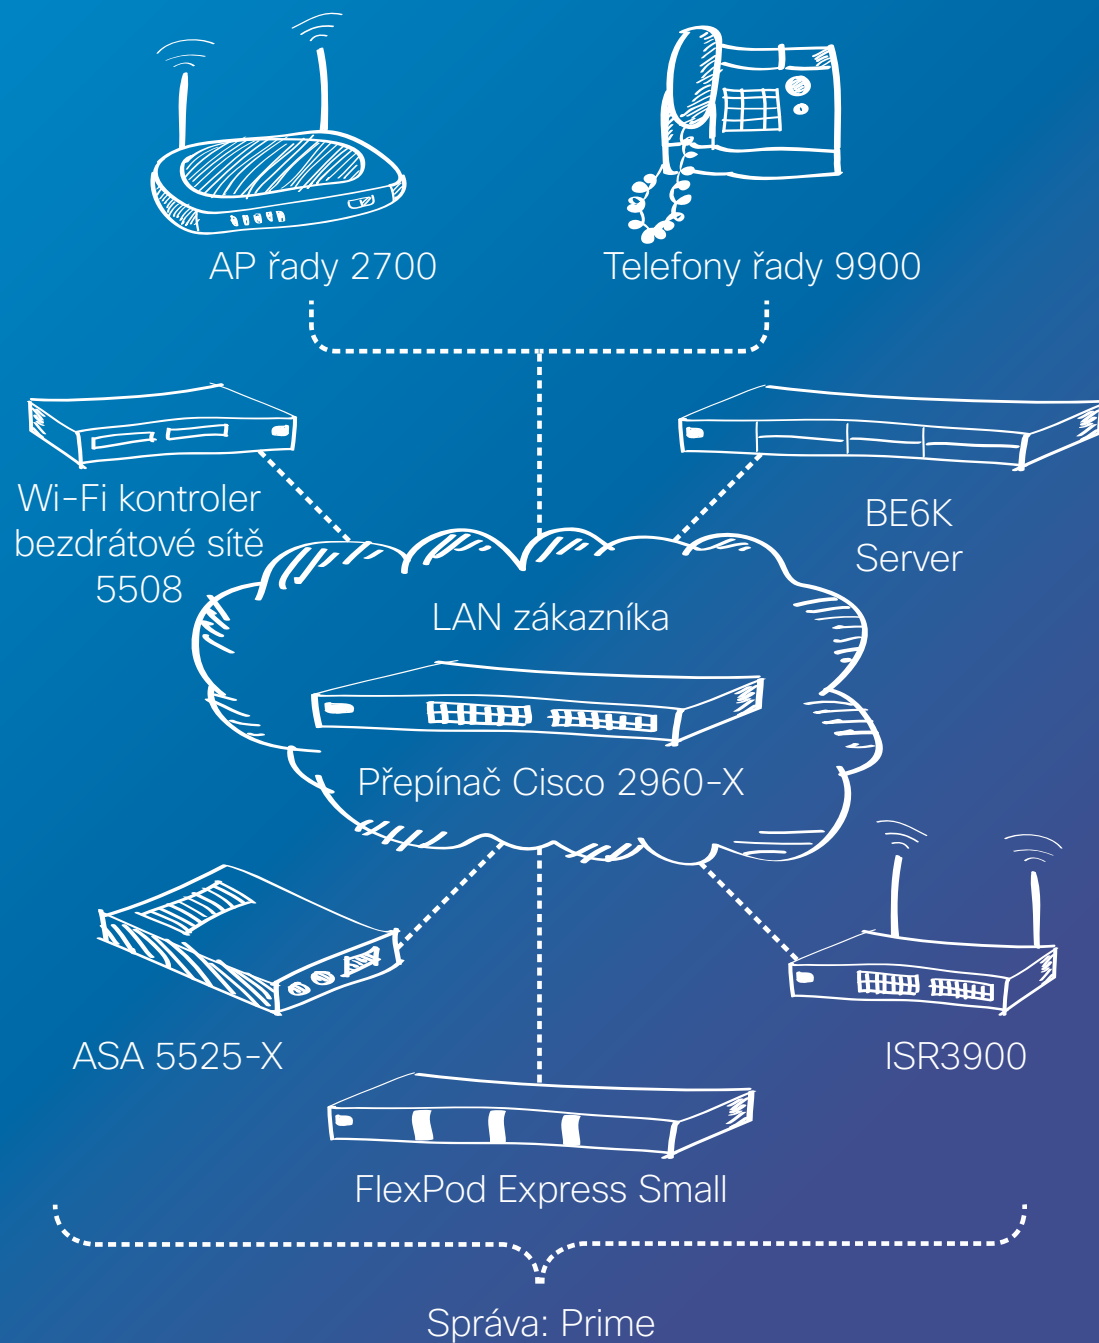 AP řady 2700
Telefony řady 9900
Wi-Fi kontroler
bezdrátové sítě
5508
BE6K
Server
LAN zákazníka
Přepínač Cisco 2960-X
ASA 5525-X
ISR3900
FlexPod Express Small
Správa: Prime